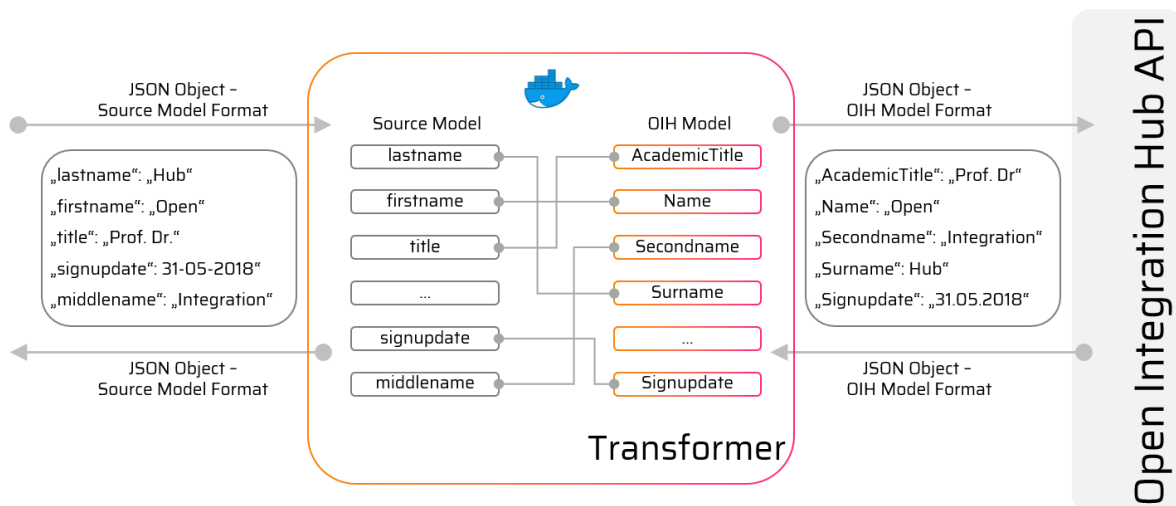 JSON Object –
Source Model Format
„lastname“: „Hub“
„firstname“: „Open“
„title“: „Prof. Dr.“
„signupdate“: 31-05-2018“
„middlename“: „Integration“
JSON Object –
Source Model Format
Source Model
lastname
firstname
title
...
signupdate
middlename
OIH Model
AcademicTitle
Name
Secondname
Surname
...
Signupdate
Transformer
JSON Object –
OIH Model Format
„AcademicTitle“: „Prof. Dr“
„Name“: „Open“
„Secondname“: „Integration“
„Surname“: Hub“
„Signupdate“: „31.05.2018“
JSON Object –
OIH Model Format
Open Integration Hub API